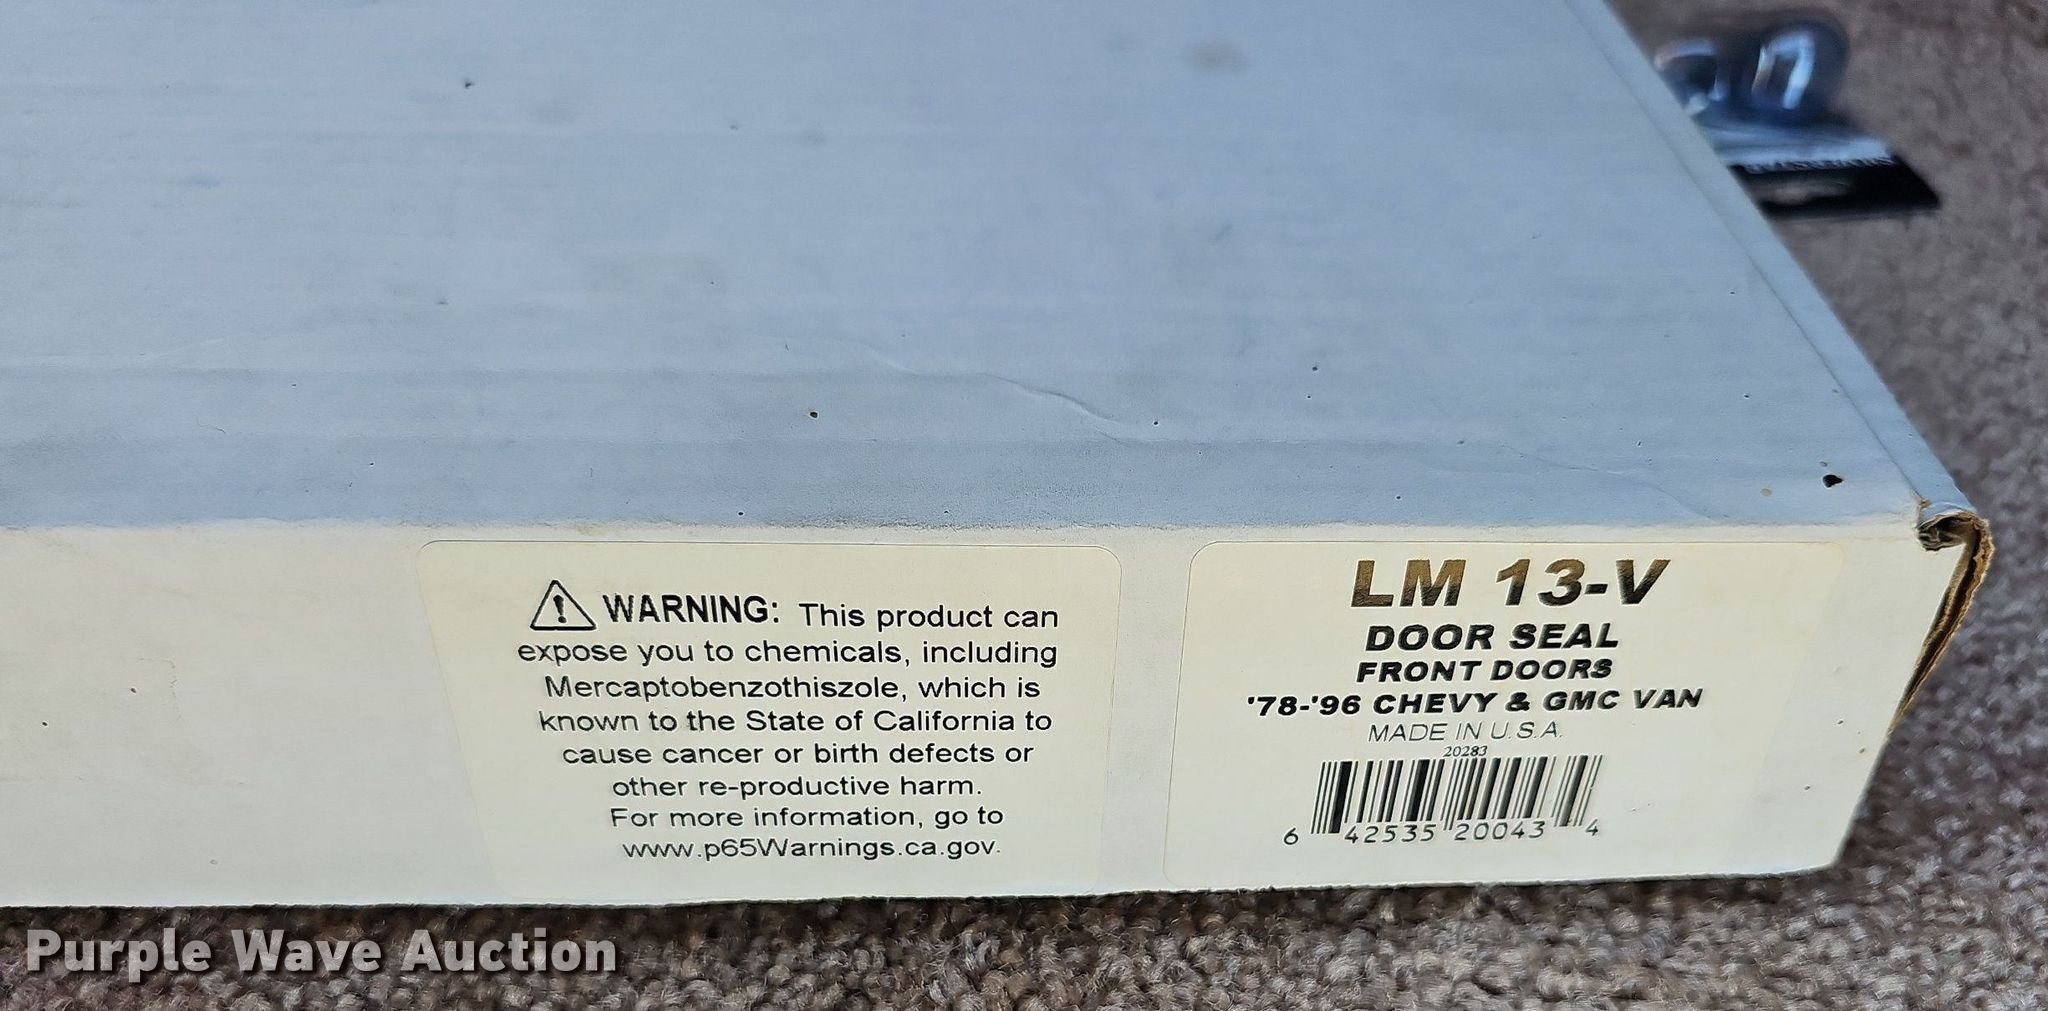 ⚠ WARNING: This product can
expose you to chemicals, including
Mercaptobenzothiszole, which is
known to the State of California to
cause cancer or birth defects or
other re-productive harm.
For more information, go to
www.p65Warnings.ca.gov.
LM 13-V
DOOR SEAL
FRONT DOORS
'78-'96 CHEVY & GMC VAN
MADE IN U.S.A.
20283
6 42535 20043 4
Purple Wave Auction